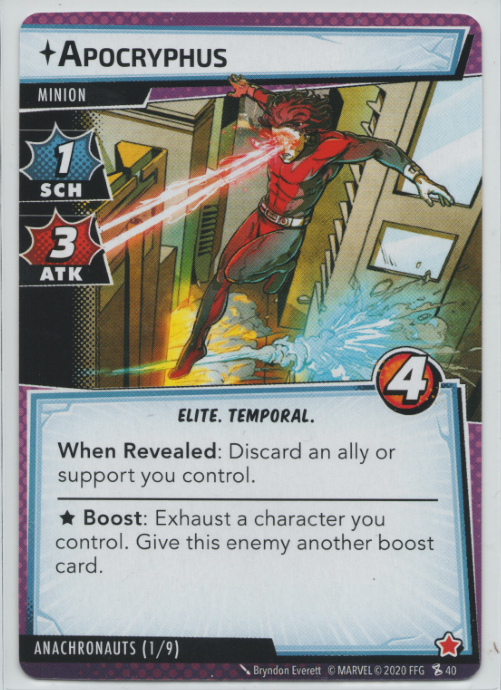 APOCRYPHUS
MINION
1
SCH
3
ATK
4
ELITE. TEMPORAL.
When Revealed: Discard an ally or
support you control.
★ Boost: Exhaust a character you
control. Give this enemy another boost
card.
ANACHRONAUTS (1/9)
Bryndon Everett © MARVEL © 2020 FFG 40